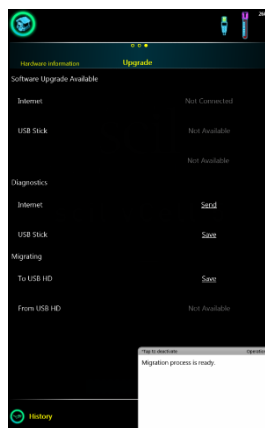 Hardware information
Upgrade
Software Upgrade Available
Internet Not Connected
USB Stick Not Available
Not Available
Diagnostics
Internet Send
USB Stick Save
Migrating
To USB HD Save
From USB HD Not Available
*Tap to deactivate
Migration process is ready.
History